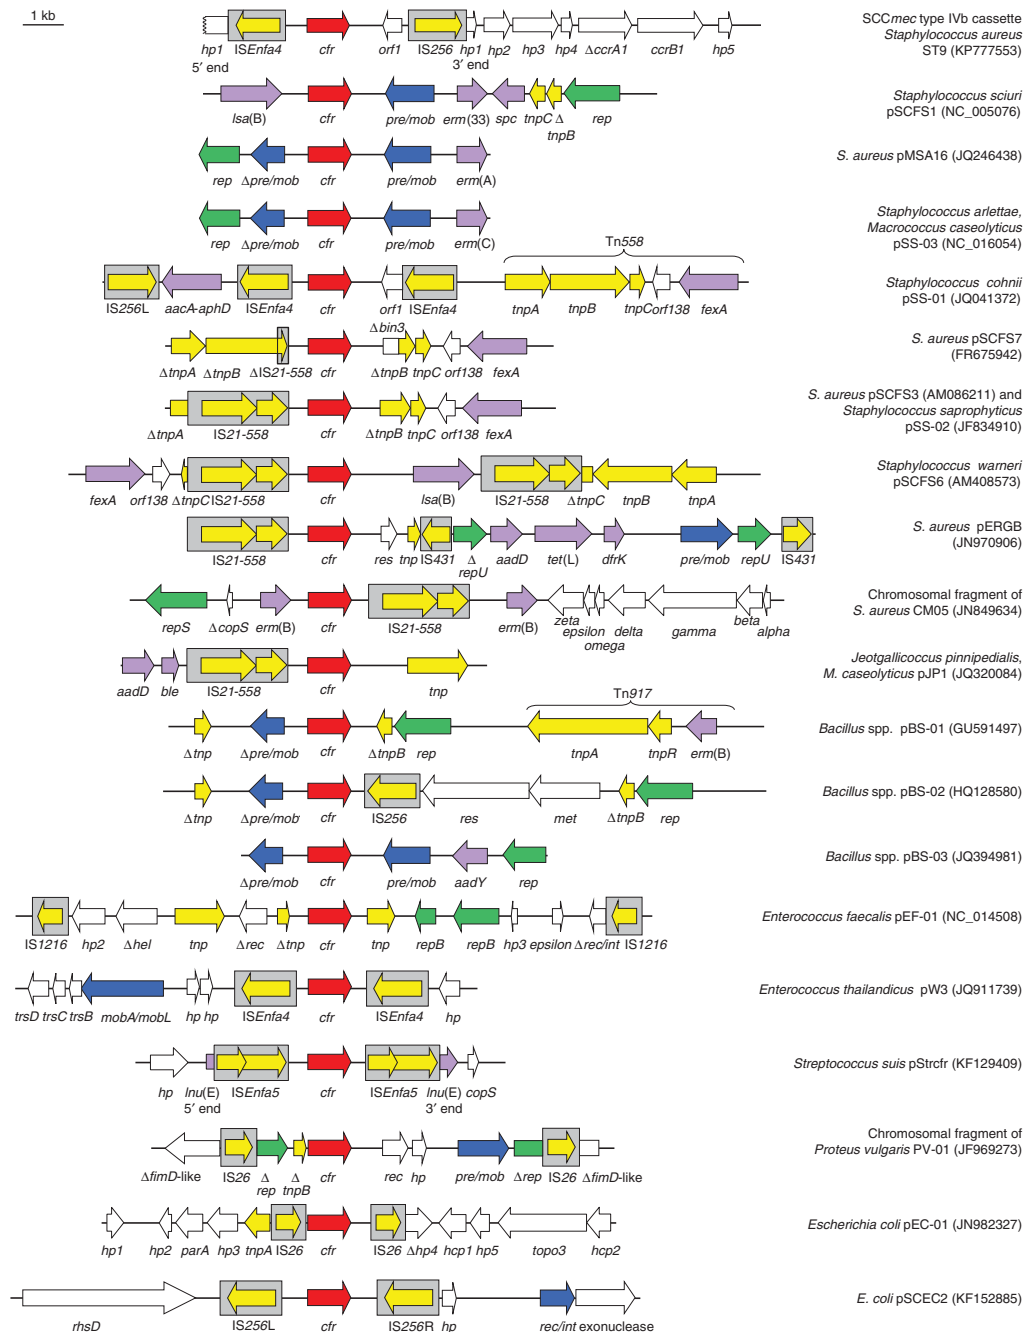 1 kb
hp1 ISEnfa4 cfr orf1 IS256 hp1 hp2 hp3 hp4 ΔccrA1 ccrB1 hp5
5′ end 3′ end
SCCmec type IVb cassette
Staphylococcus aureus
ST9 (KP777553)
lsa(B) cfr pre/mob erm(33) spc tnpC Δ rep
tnpB
Staphylococcus sciuri
pSCFS1 (NC_005076)
rep Δpre/mob cfr pre/mob erm(A)
S. aureus pMSA16 (JQ246438)
rep Δpre/mob cfr pre/mob erm(C)
Staphylococcus arlettae,
Macrococcus caseolyticus
pSS-03 (NC_016054)
Tn558
IS256L aacA-aphD ISEnfa4 cfr orf1 ISEnfa4 tnpA tnpB tnpC orf138 fexA
Staphylococcus cohnii
pSS-01 (JQ041372)
Δbin3
ΔtnpA ΔtnpB ΔIS21-558 cfr ΔtnpB tnpC orf138 fexA
S. aureus pSCFS7
(FR675942)
ΔtnpA IS21-558 cfr ΔtnpB tnpC orf138 fexA
S. aureus pSCFS3 (AM086211) and
Staphylococcus saprophyticus
pSS-02 (JF834910)
fexA orf138 ΔtnpC IS21-558 cfr lsa(B) IS21-558 ΔtnpC tnpB tnpA
Staphylococcus warneri
pSCFS6 (AM408573)
IS21-558 cfr res tnp IS431 Δ aadD tet(L) dfrK pre/mob repU IS431
repU
S. aureus pERGB
(JN970906)
repS ΔcopS erm(B) cfr IS21-558 erm(B) zeta epsilon omega delta gamma beta alpha
Chromosomal fragment of
S. aureus CM05 (JN849634)
aadD ble IS21-558 cfr tnp
Jeotgallicoccus pinnipedialis,
M. caseolyticus pJP1 (JQ320084)
Tn917
Δtnp Δpre/mob cfr ΔtnpB rep tnpA tnpR erm(B)
Bacillus spp. pBS-01 (GU591497)
Δtnp Δpre/mob cfr IS256 res met ΔtnpB rep
Bacillus spp. pBS-02 (HQ128580)
Δpre/mob cfr pre/mob aadY rep
Bacillus spp. pBS-03 (JQ394981)
IS1216 hp2 Δhel tnp Δrec Δtnp cfr tnp repB repB hp3 epsilon Δrec/int IS1216
Enterococcus faecalis pEF-01 (NC_014508)
trsD trsC trsB mobA/mobL hp hp ISEnfa4 cfr ISEnfa4 hp
Enterococcus thailandicus pW3 (JQ911739)
hp lnu(E) ISEnfa5 cfr ISEnfa5 lnu(E) copS
5′ end 3′ end
Streptococcus suis pStrcfr (KF129409)
ΔfimD-like IS26 Δ Δ cfr rec hp pre/mob Δrep IS26 ΔfimD-like
rep tnpB
Chromosomal fragment of
Proteus vulgaris PV-01 (JF969273)
hp1 hp2 parA hp3 tnpA IS26 cfr IS26 Δhp4 hcp1 hp5 topo3 hcp2
Escherichia coli pEC-01 (JN982327)
rhsD IS256L cfr IS256R hp rec/int exonuclease
E. coli pSCEC2 (KF152885)